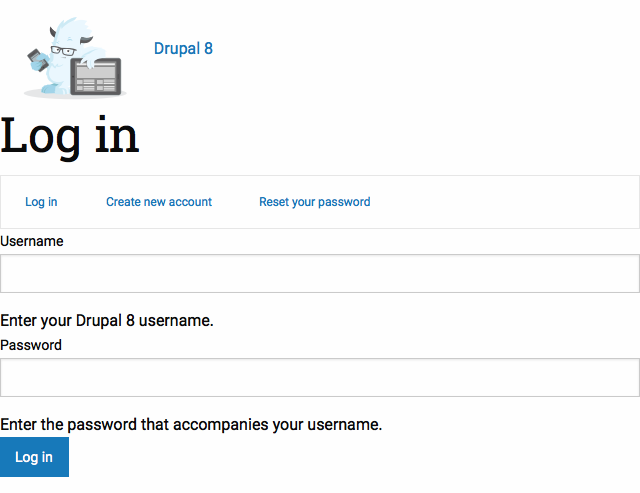 Drupal 8
Log in
Log in Create new account Reset your password
Username
Enter your Drupal 8 username.
Password
Enter the password that accompanies your username.
Log in